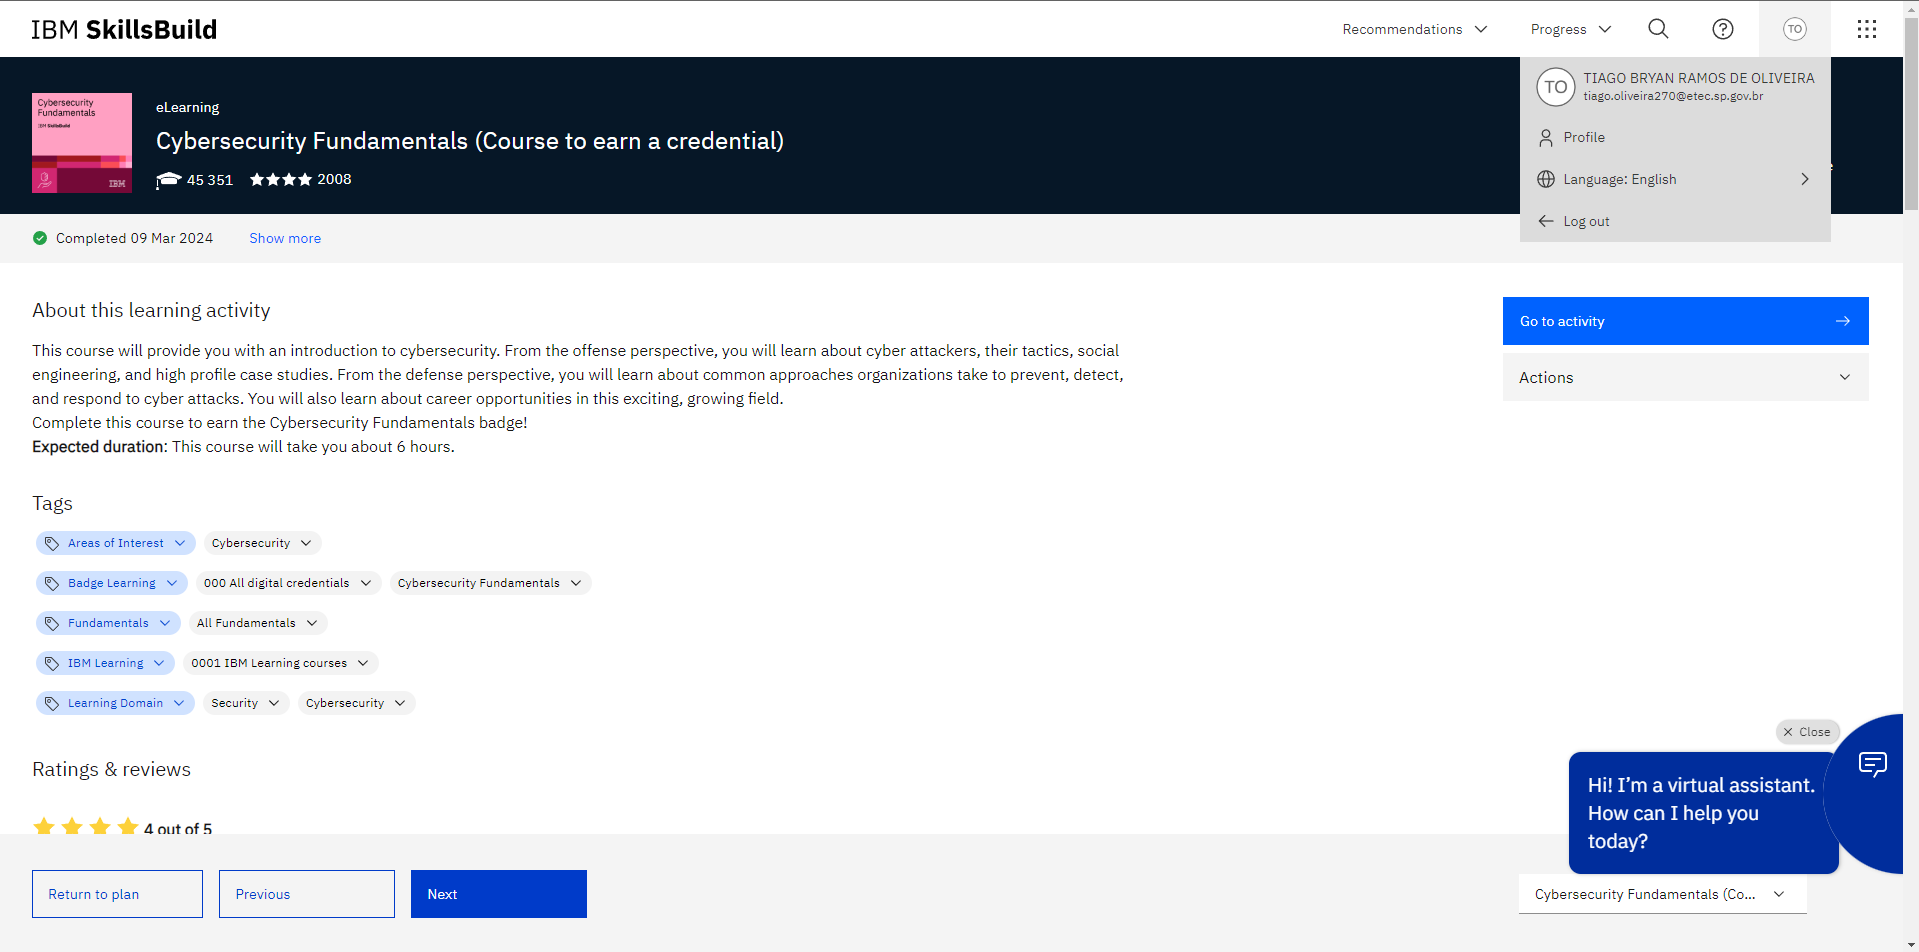 IBM SkillsBuild
Recommendations
Progress
TO
TO
TIAGO BRYAN RAMOS DE OLIVEIRA
tiago.oliveira270@etec.sp.gov.br
Profile
Language: English
Log out
Cybersecurity
Fundamentals
IBM SkillsBuild
IBM
eLearning
Cybersecurity Fundamentals (Course to earn a credential)
45 351
2008
Completed 09 Mar 2024
Show more
About this learning activity
This course will provide you with an introduction to cybersecurity. From the offense perspective, you will learn about cyber attackers, their tactics, social
engineering, and high profile case studies. From the defense perspective, you will learn about common approaches organizations take to prevent, detect,
and respond to cyber attacks. You will also learn about career opportunities in this exciting, growing field.
Complete this course to earn the Cybersecurity Fundamentals badge!
Expected duration: This course will take you about 6 hours.
Go to activity
Actions
Tags
Areas of Interest
Cybersecurity
Badge Learning
000 All digital credentials
Cybersecurity Fundamentals
Fundamentals
All Fundamentals
IBM Learning
0001 IBM Learning courses
Learning Domain
Security
Cybersecurity
Ratings & reviews
4 out of 5
Close
Hi! I'm a virtual assistant.
How can I help you
today?
Return to plan
Previous
Next
Cybersecurity Fundamentals (Co...